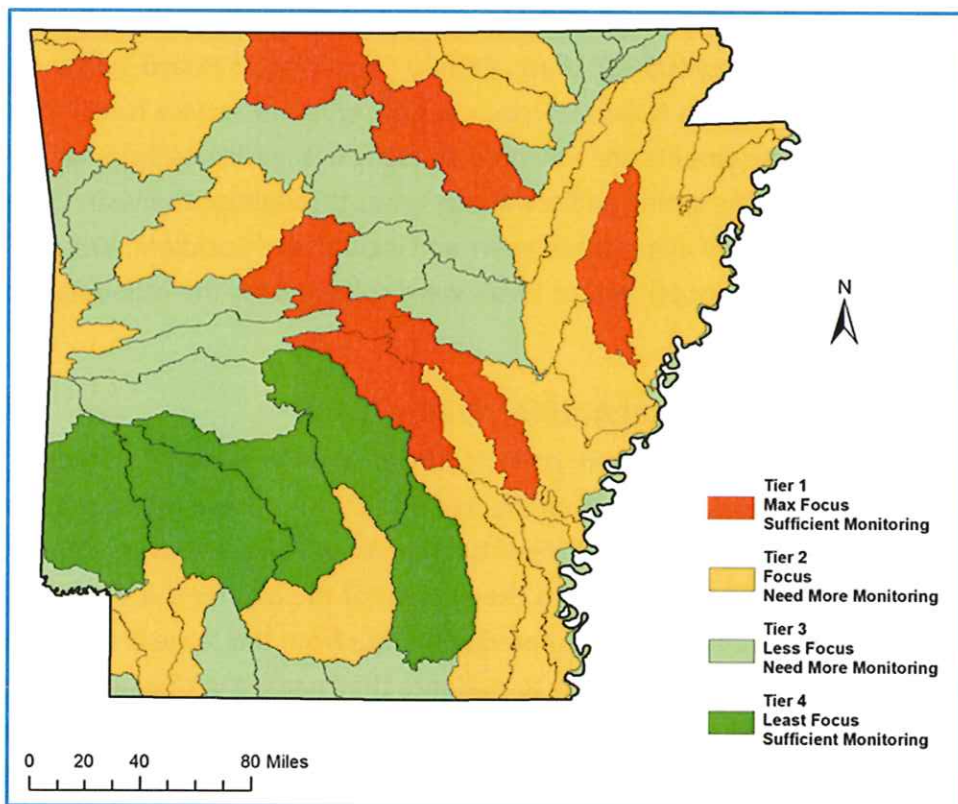 N
Tier 1
Max Focus
Sufficient Monitoring
Tier 2
Focus
Need More Monitoring
Tier 3
Less Focus
Need More Monitoring
Tier 4
Least Focus
Sufficient Monitoring
0 20 40 80 Miles